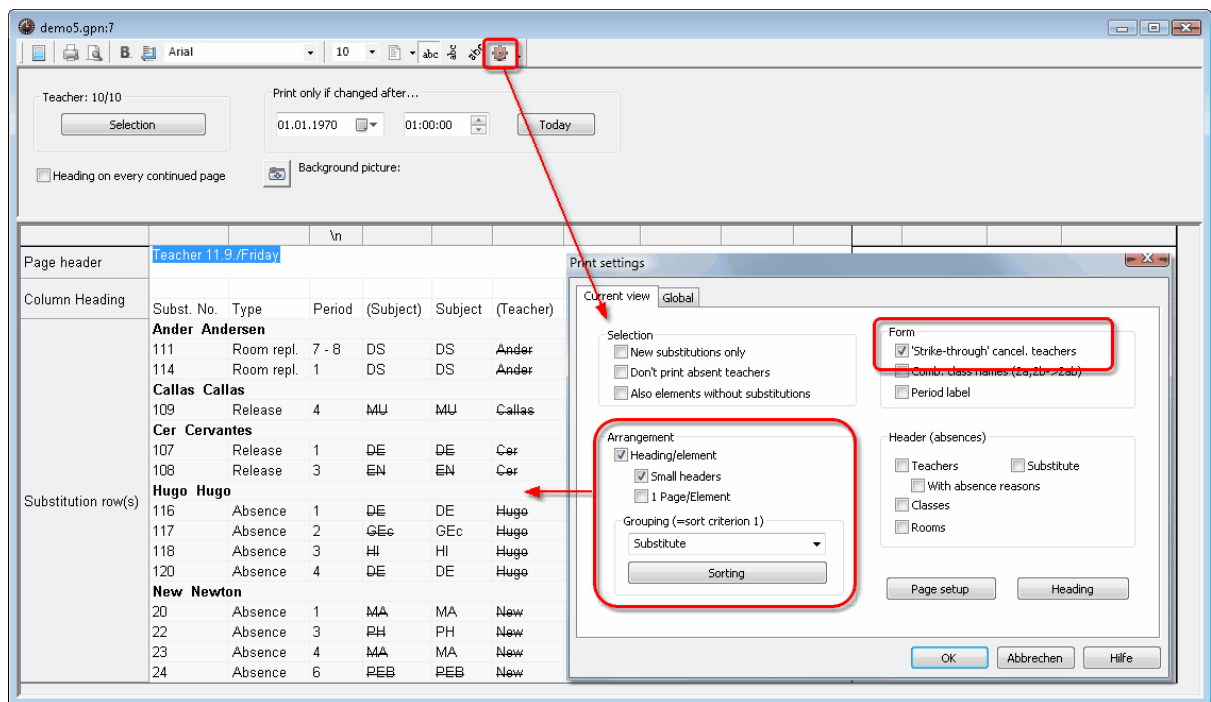 demo5.gpn:7
B Arial 10 abc abc abc
Teacher: 10/10
Selection
Print only if changed after...
01.01.1970 01:00:00 Today
Heading on every continued page
Background picture:
\n
Page header Teacher 11.9./Friday
Column Heading
Subst. No. Type Period (Subject) Subject (Teacher)
Substitution row(s)
Ander Andersen
111 Room repl. 7 - 8 DS DS Ander
114 Room repl. 1 DS DS Ander
Callas Callas
109 Release 4 MU MU Callas
Cer Cervantes
107 Release 1 DE DE Cer
108 Release 3 EN EN Cer
Hugo Hugo
116 Absence 1 DE DE Hugo
117 Absence 2 GEc GEc Hugo
118 Absence 3 HI HI Hugo
120 Absence 4 DE DE Hugo
New Newton
20 Absence 1 MA MA New
22 Absence 3 PH PH New
23 Absence 4 MA MA New
24 Absence 6 PEB PEB New
Print settings
Current view Global
Selection
New substitutions only
Don't print absent teachers
Also elements without substitutions
Form
'Strike-through' cancel. teachers
Comb. class names (2a,2b->2ab)
Period label
Arrangement
Heading/element
Small headers
1 Page/Element
Grouping (=sort criterion 1)
Substitute
Sorting
Header (absences)
Teachers Substitute
With absence reasons
Classes
Rooms
Page setup Heading
OK Abbrechen Hilfe